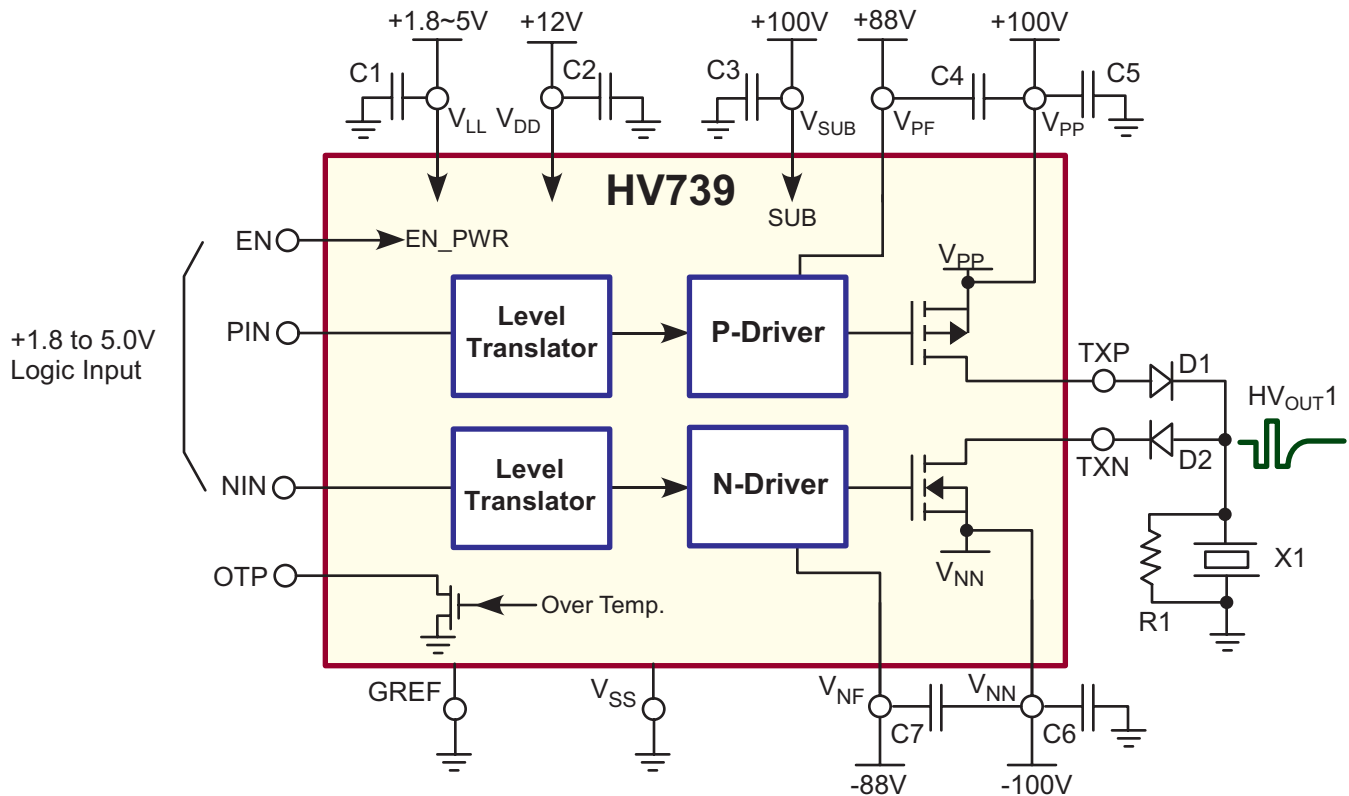 +1.8~5V
+12V
+100V
+88V
+100V
C1
C2
C3
C4
C5
VLL
VDD
VSUB
VPF
VPP
HV739
SUB
EN
EN_PWR
VPP
+1.8 to 5.0V
Logic Input
PIN
Level
Translator
P-Driver
TXP
D1
HVOUT1
TXN
D2
NIN
Level
Translator
N-Driver
VNN
X1
R1
OTP
Over Temp.
GREF
VSS
VNF
VNN
C7
C6
-88V
-100V